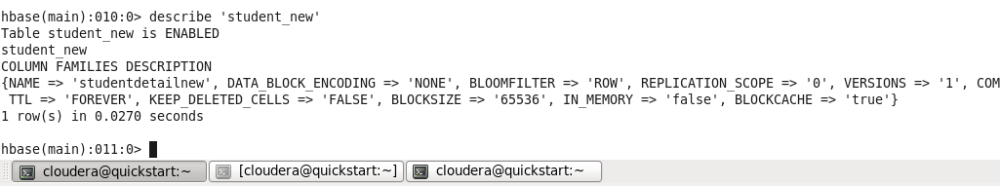 hbase(main):010:0> describe 'student_new'
Table student_new is ENABLED
student_new
COLUMN FAMILIES DESCRIPTION
{NAME => 'studentdetailnew', DATA_BLOCK_ENCODING => 'NONE', BLOOMFILTER => 'ROW', REPLICATION_SCOPE => '0', VERSIONS => '1', COM
TTL => 'FOREVER', KEEP_DELETED_CELLS => 'FALSE', BLOCKSIZE => '65536', IN_MEMORY => 'false', BLOCKCACHE => 'true'}
1 row(s) in 0.0270 seconds
hbase(main):011:0>
cloudera@quickstart:~ [cloudera@quickstart:~] cloudera@quickstart:~